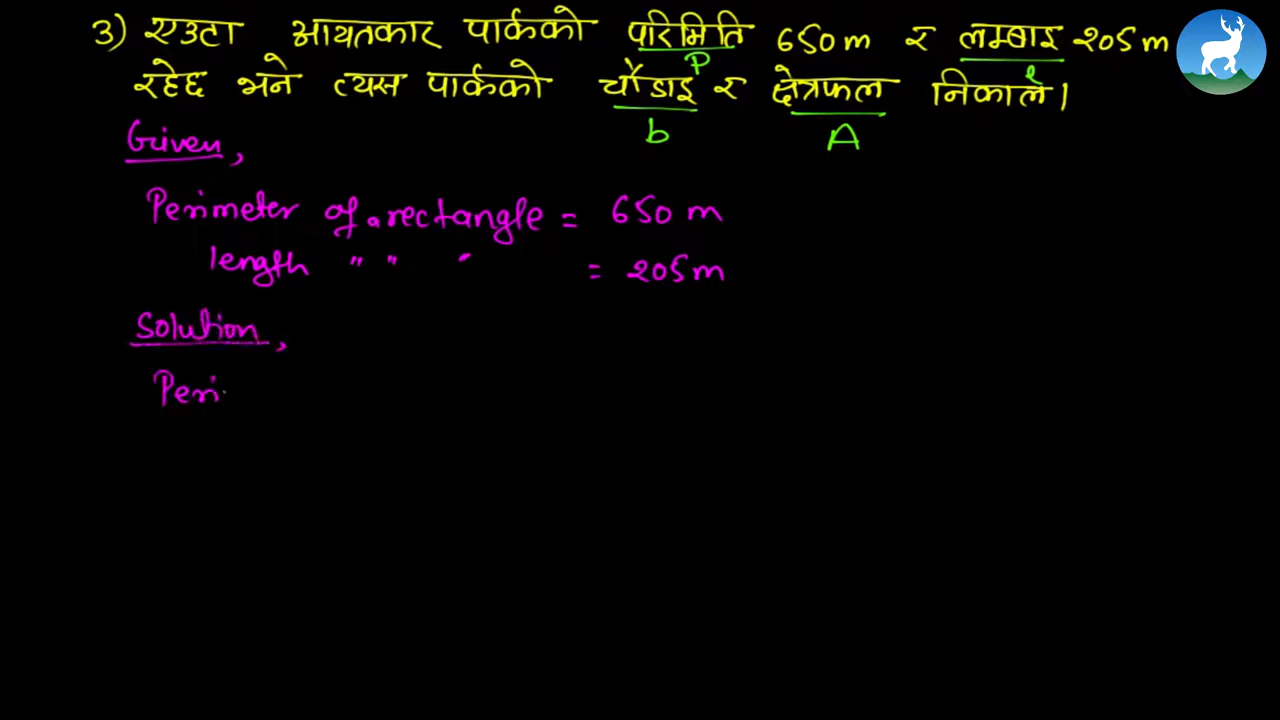 ३) एउटा आयतकार पार्कको परिमिति 650 m र लम्बाइ 205 m
P
l
रहेछ भने त्यस पार्कको चौडाइ र क्षेत्रफल निकाल।
b A
Given,
Perimeter of rectangle = 650 m
length " " " = 205 m
Solution,
Peri